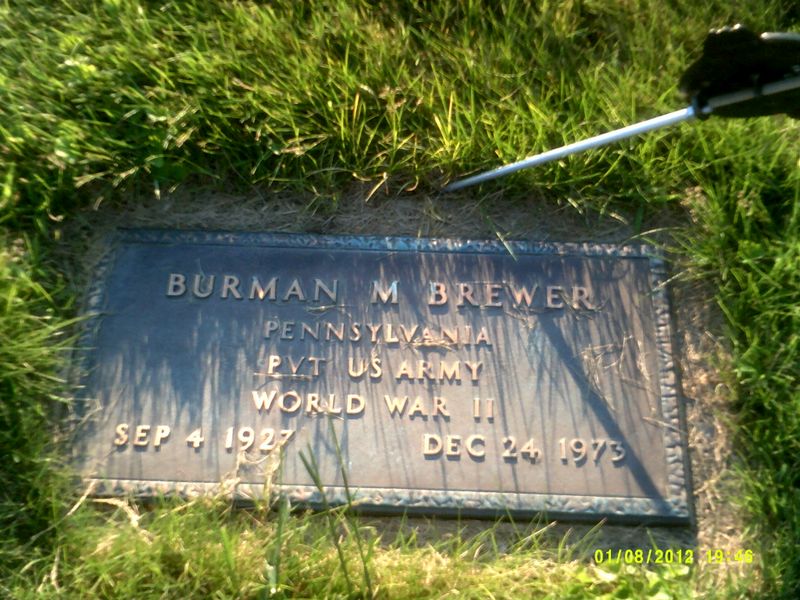 BURMAN M BREWER
PENNSYLVANIA
PVT US ARMY
WORLD WAR II
SEP 4 1927 DEC 24 1973
01/08/2012 19:46